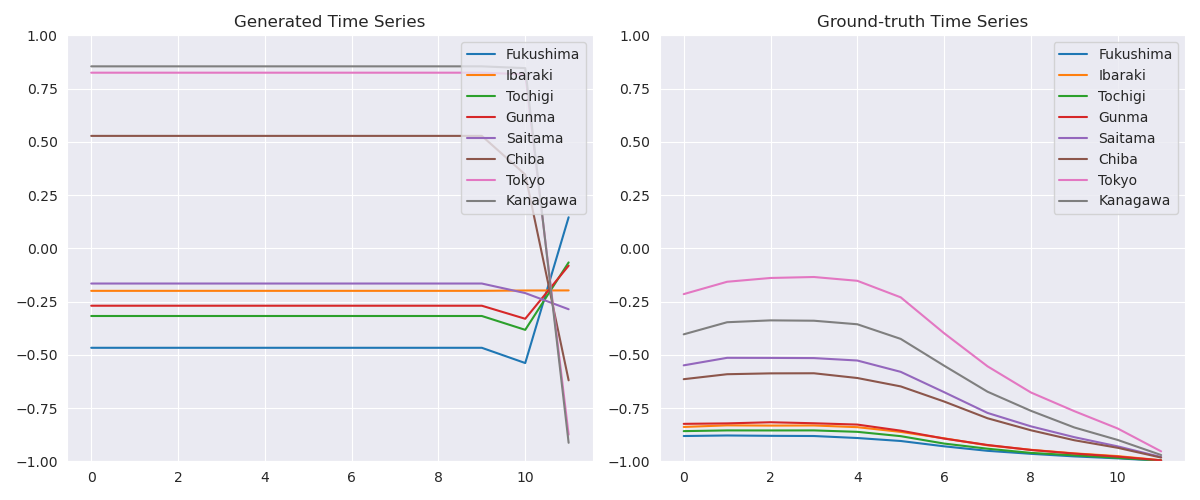 Generated Time Series
1.00
0.75
0.50
0.25
0.00
−0.25
−0.50
−0.75
−1.00
0 2 4 6 8 10
Fukushima
Ibaraki
Tochigi
Gunma
Saitama
Chiba
Tokyo
Kanagawa
Ground-truth Time Series
1.00
0.75
0.50
0.25
0.00
−0.25
−0.50
−0.75
−1.00
0 2 4 6 8 10
Fukushima
Ibaraki
Tochigi
Gunma
Saitama
Chiba
Tokyo
Kanagawa